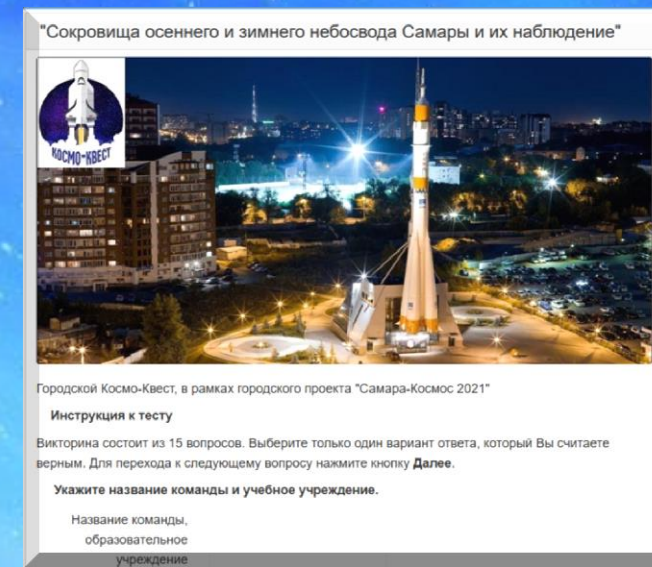 "Сокровища осеннего и зимнего небосвода Самары и их наблюдение"
КОСМО-КВЕСТ
Городской Космо-Квест, в рамках городского проекта "Самара-Космос 2021"
Инструкция к тесту
Викторина состоит из 15 вопросов. Выберите только один вариант ответа, который Вы считаете
верным. Для перехода к следующему вопросу нажмите кнопку Далее.
Укажите название команды и учебное учреждение.
Название команды,
образовательное
учреждение